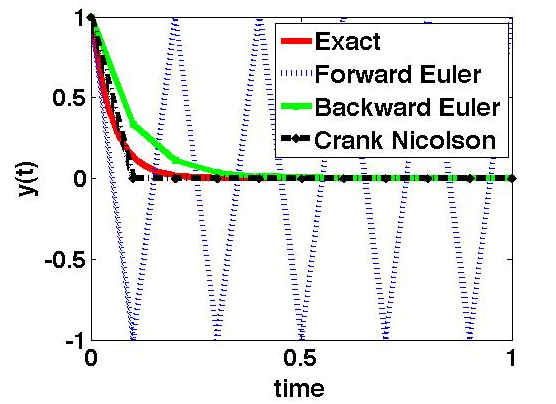 1
0.5
0
-0.5
-1
y(t)
Exact
Forward Euler
Backward Euler
Crank Nicolson
0 0.5 1
time